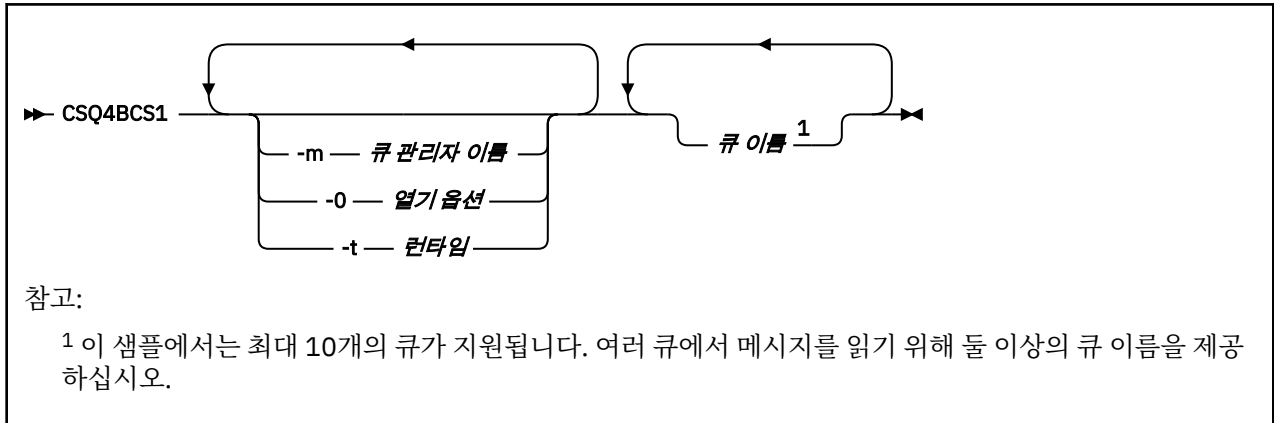 CSQ4BCS1
-m 큐 관리자 이름
-0 열기 옵션
-t 런타임
큐 이름 1
참고:
1 이 샘플에서는 최대 10개의 큐가 지원됩니다. 여러 큐에서 메시지를 읽기 위해 둘 이상의 큐 이름을 제공
하십시오.